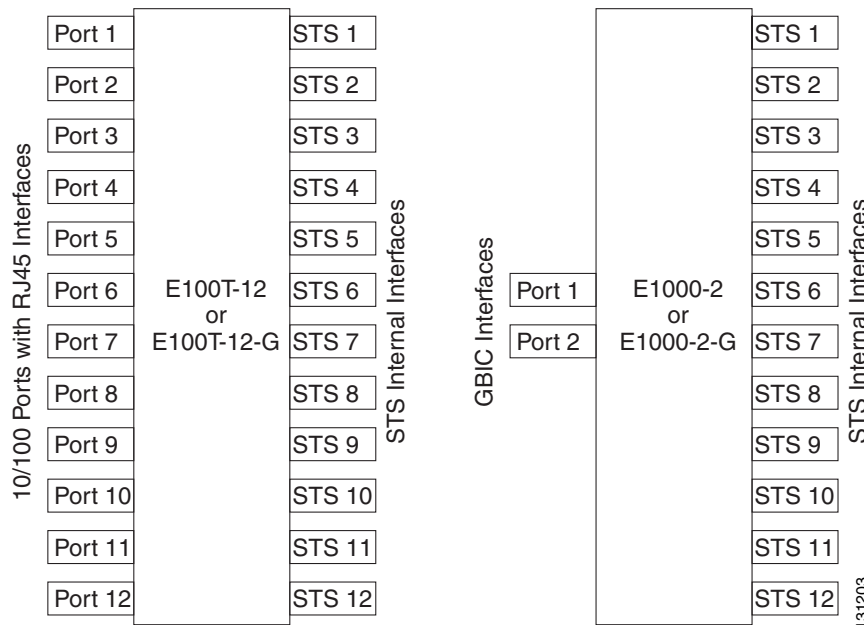 10/100 Ports with RJ45 Interfaces
Port 1
Port 2
Port 3
Port 4
Port 5
Port 6
Port 7
Port 8
Port 9
Port 10
Port 11
Port 12
E100T-12
or
E100T-12-G
STS 1
STS 2
STS 3
STS 4
STS 5
STS 6
STS 7
STS 8
STS 9
STS 10
STS 11
STS 12
STS Internal Interfaces
GBIC Interfaces
Port 1
Port 2
E1000-2
or
E1000-2-G
STS 1
STS 2
STS 3
STS 4
STS 5
STS 6
STS 7
STS 8
STS 9
STS 10
STS 11
STS 12
STS Internal Interfaces
131203